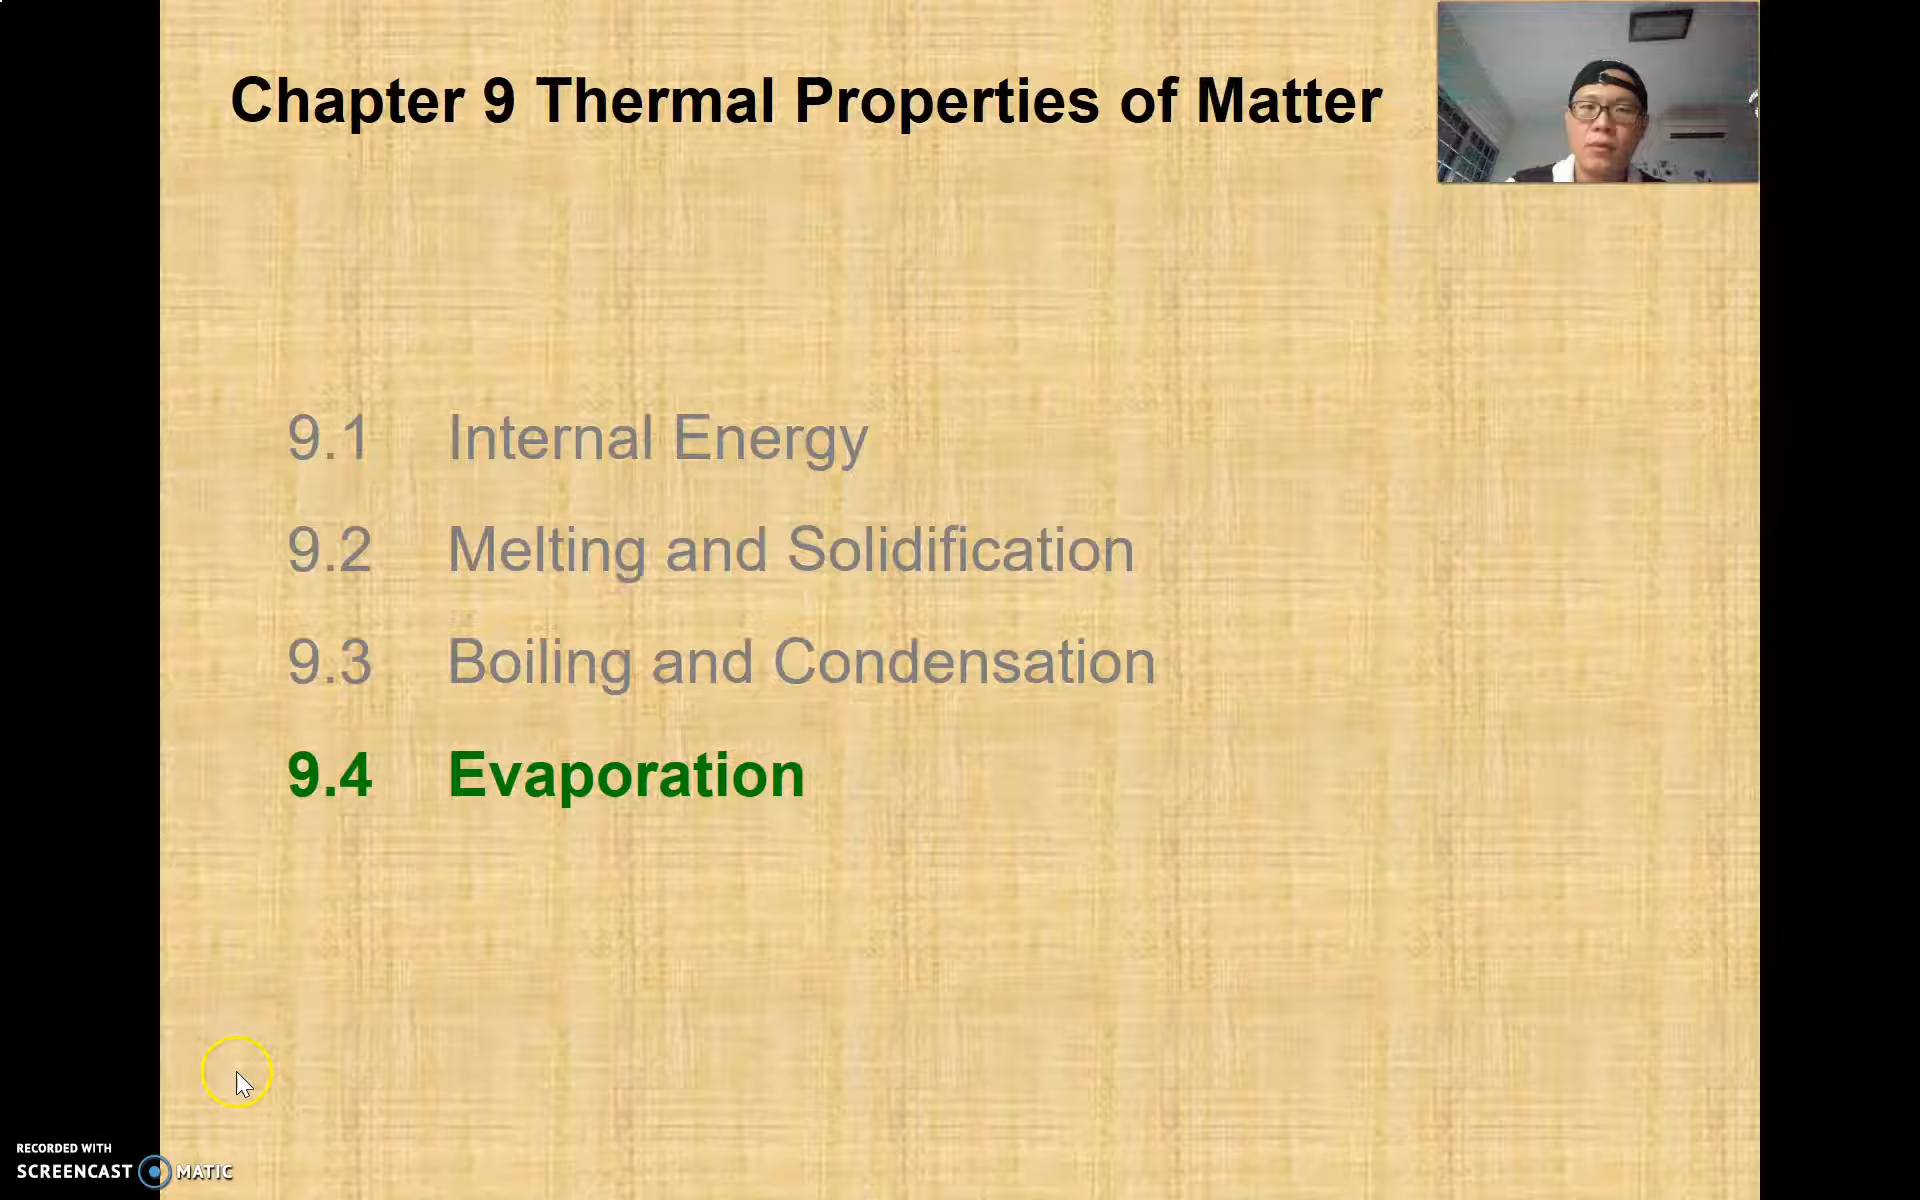 Chapter 9 Thermal Properties of Matter
9.1 Internal Energy
9.2 Melting and Solidification
9.3 Boiling and Condensation
9.4 Evaporation
RECORDED WITH
SCREENCAST MATIC